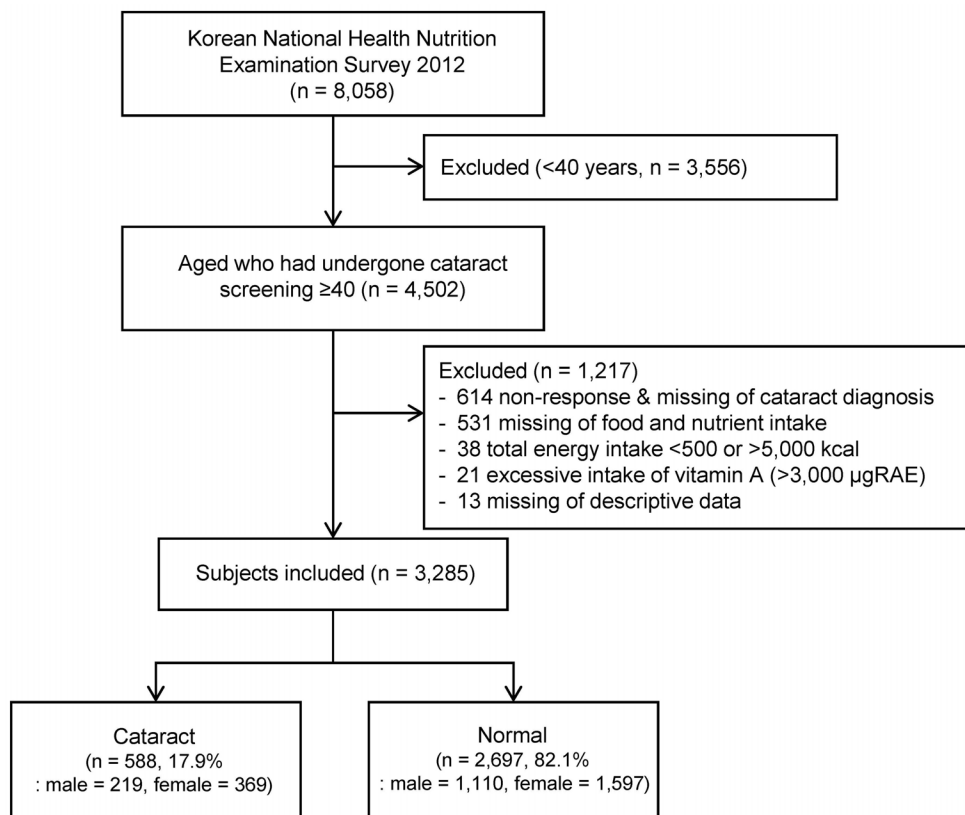 Korean National Health Nutrition
Examination Survey 2012
(n = 8,058)
Excluded (<40 years, n = 3,556)
Aged who had undergone cataract
screening ≥40 (n = 4,502)
Excluded (n = 1,217)
- 614 non-response & missing of cataract diagnosis
- 531 missing of food and nutrient intake
- 38 total energy intake <500 or >5,000 kcal
- 21 excessive intake of vitamin A (>3,000 µgRAE)
- 13 missing of descriptive data
Subjects included (n = 3,285)
Cataract
(n = 588, 17.9%
: male = 219, female = 369)
Normal
(n = 2,697, 82.1%
: male = 1,110, female = 1,597)